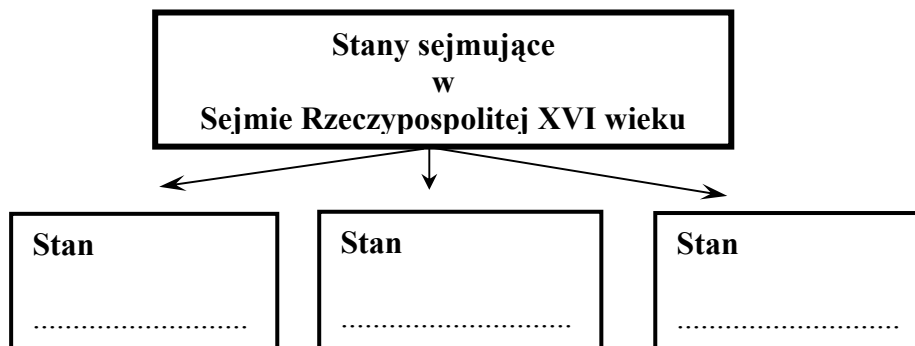 Stany sejmujące
w
Sejmie Rzeczypospolitej XVI wieku
Stan
...........................
Stan
.............................
Stan
............................